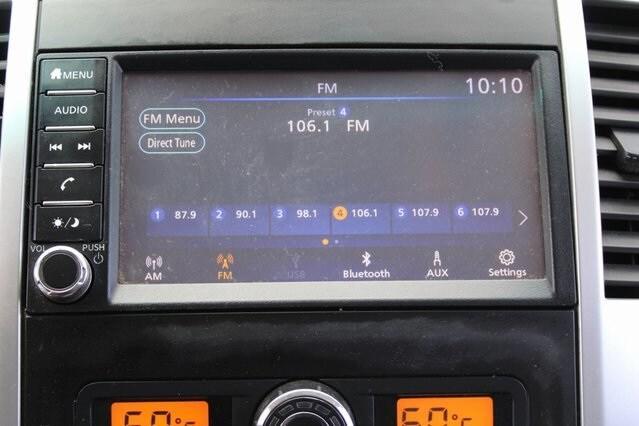 MENU
FM
10:10
AUDIO
FM Menu
Preset 4
106.1 FM
Direct Tune
1 87.9 2 90.1 3 98.1 4 106.1 5 107.9 6 107.9
VOL PUSH
AM FM USB Bluetooth AUX Settings
60°F 60°F